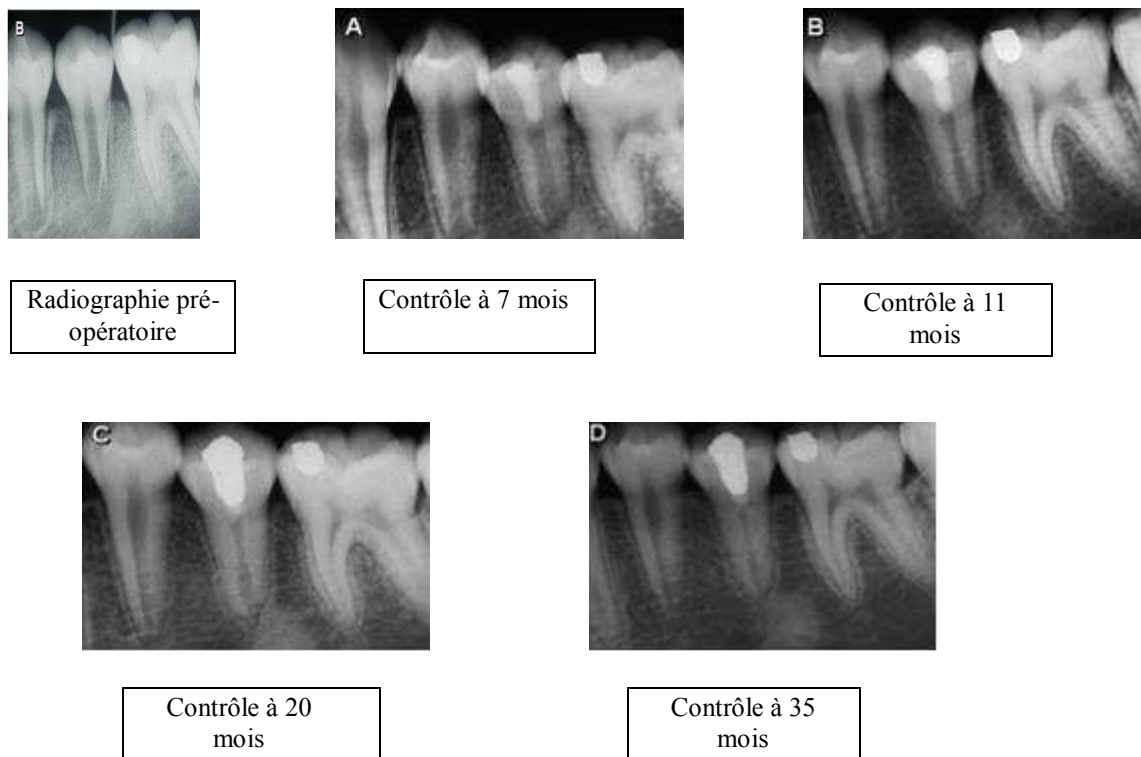 B
A
B
Radiographie pré-
opératoire
Contrôle à 7 mois
Contrôle à 11
mois
C
D
Contrôle à 20
mois
Contrôle à 35
mois